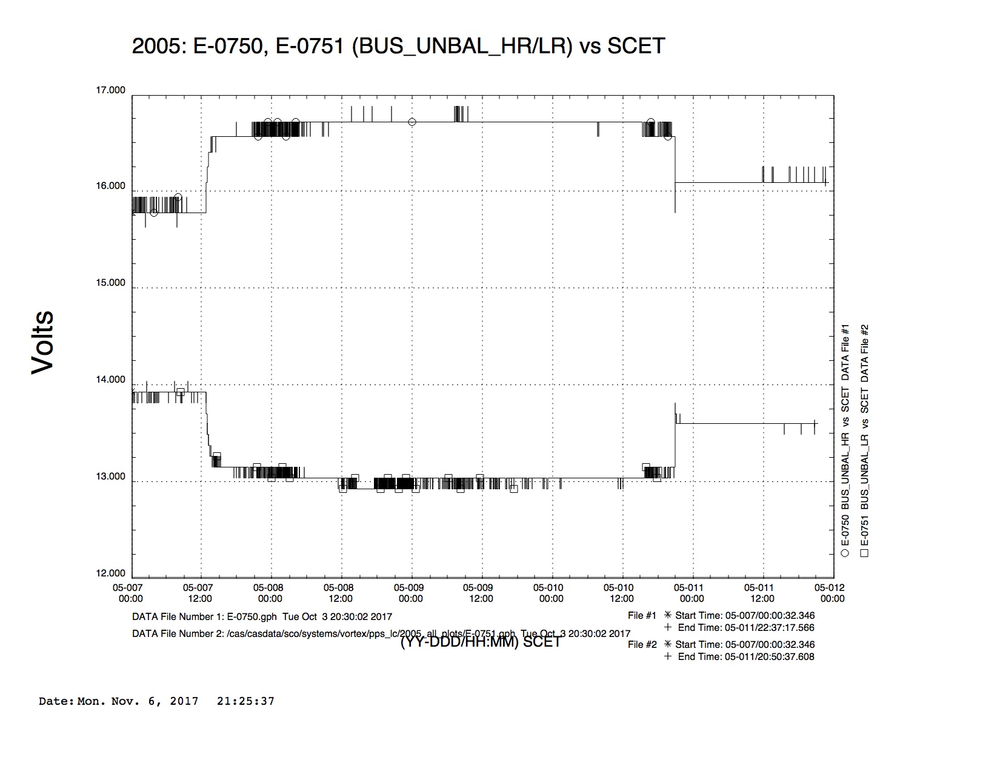 2005: E-0750, E-0751 (BUS_UNBAL_HR/LR) vs SCET
Volts
17.000
16.000
15.000
14.000
13.000
12.000
05-007 05-007 05-008 05-008 05-009 05-009 05-010 05-010 05-011 05-011 05-012
00:00 12:00 00:00 12:00 00:00 12:00 00:00 12:00 00:00 12:00 00:00
E-0750 BUS_UNBAL_HR vs SCET DATA File #1
E-0751 BUS_UNBAL_LR vs SCET DATA File #2
DATA File Number 1: E-0750.gph Tue Oct 3 20:30:02 2017
DATA File Number 2: /cas/casdata/sco/systems/vortex/pps_lc/2005_all_plots/E-0751.gph Tue Oct 3 20:30:02 2017
(YY-DDD/HH:MM) SCET
File #1 * Start Time: 05-007/00:00:32.346
+ End Time: 05-011/22:37:17.566
File #2 * Start Time: 05-007/00:00:32.346
+ End Time: 05-011/20:50:37.608
Date: Mon. Nov. 6, 2017 21:25:37